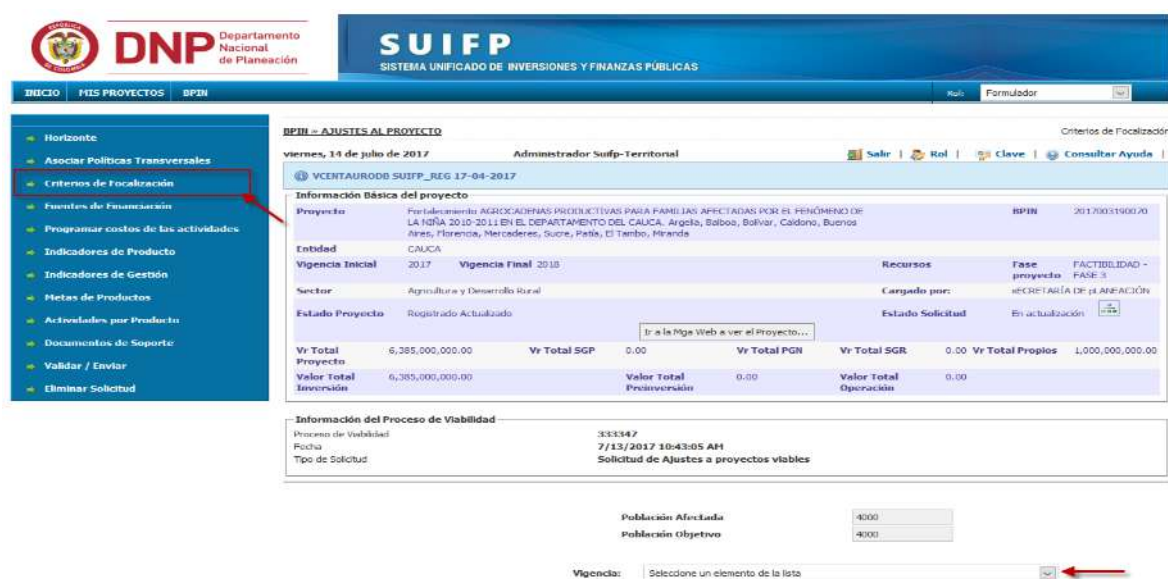 DNP Departamento
Nacional
de Planeación
SUIFP
SISTEMA UNIFICADO DE INVERSIONES Y FINANZAS PÚBLICAS
INICIO MIS PROYECTOS BPIN
Rol: Formulador
Horizonte
Asociar Políticas Transversales
Criterios de Focalización
Fuentes de Financiación
Programar costos de las actividades
Indicadores de Producto
Indicadores de Gestión
Metas de Productos
Actividades por Producto
Documentos de Soporte
Validar / Enviar
Eliminar Solicitud
BPIN » AJUSTES AL PROYECTO Criterios de Focalización
viernes, 14 de julio de 2017 Administrador Suifp-Territorial Salir | Rol | Clave | Consultar Ayuda |
VCENTAURODB SUIFP_REG 17-04-2017
Información Básica del proyecto
Proyecto Fortalecimiento AGROCADENAS PRODUCTIVAS PARA FAMILIAS AFECTADAS POR EL FENÓMENO DE BPIN 2017003190070
LA NIÑA 2010-2011 EN EL DEPARTAMENTO DEL CAUCA. Argelia, Balboa, Bolívar, Caldono, Buenos
Aires, Florencia, Mercaderes, Sucre, Patía, El Tambo, Miranda
Entidad CAUCA
Vigencia Inicial 2017 Vigencia Final 2018 Recursos Fase FACTIBILIDAD -
proyecto FASE 3
Sector Agricultura y Desarrollo Rural Cargado por: sECRETARÍA DE pLANEACIÓN
Estado Proyecto Registrado Actualizado Estado Solicitud En actualización
Ir a la Mga Web a ver el Proyecto...
Vr Total 6,385,000,000.00 Vr Total SGP 0.00 Vr Total PGN Vr Total SGR 0.00 Vr Total Propios 1,000,000,000.00
Proyecto
Valor Total 6,385,000,000.00 Valor Total 0.00 Valor Total 0.00
Inversión Preinversión Operación
Información del Proceso de Viabilidad
Proceso de Viabilidad 333347
Fecha 7/13/2017 10:43:05 AM
Tipo de Solicitud Solicitud de Ajustes a proyectos viables
Población Afectada 4000
Población Objetivo 4000
Vigencia: Seleccione un elemento de la lista